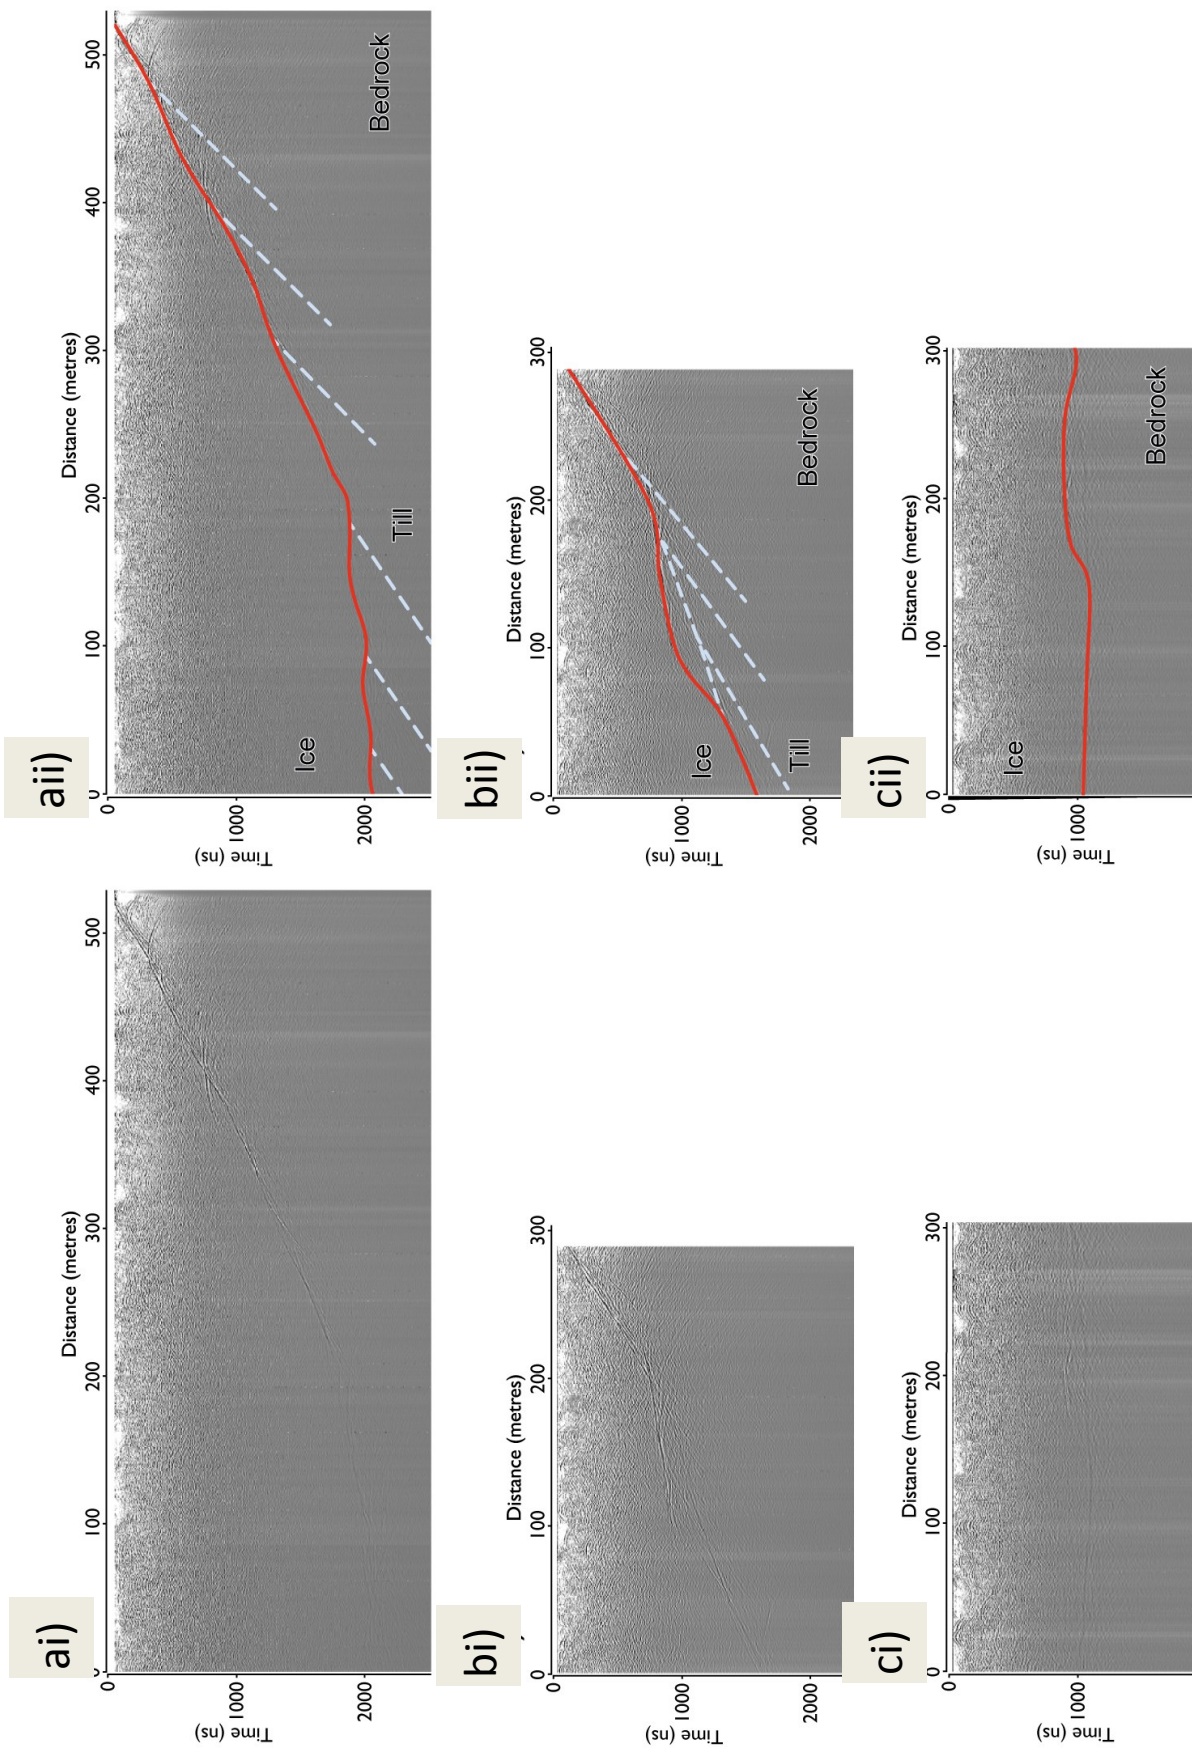 ai)
Distance (metres)
0 100 200 300 400 500
Time (ns)
0
1000
2000
aii)
Distance (metres)
0 100 200 300 400 500
Time (ns)
0
1000
2000
Ice
Till
Bedrock
bi)
Distance (metres)
0 100 200 300
Time (ns)
0
1000
2000
bii)
Distance (metres)
0 100 200 300
Time (ns)
0
1000
2000
Ice
Till
Bedrock
ci)
Distance (metres)
0 100 200 300
Time (ns)
0
1000
cii)
Distance (metres)
0 100 200 300
Time (ns)
0
1000
Ice
Bedrock